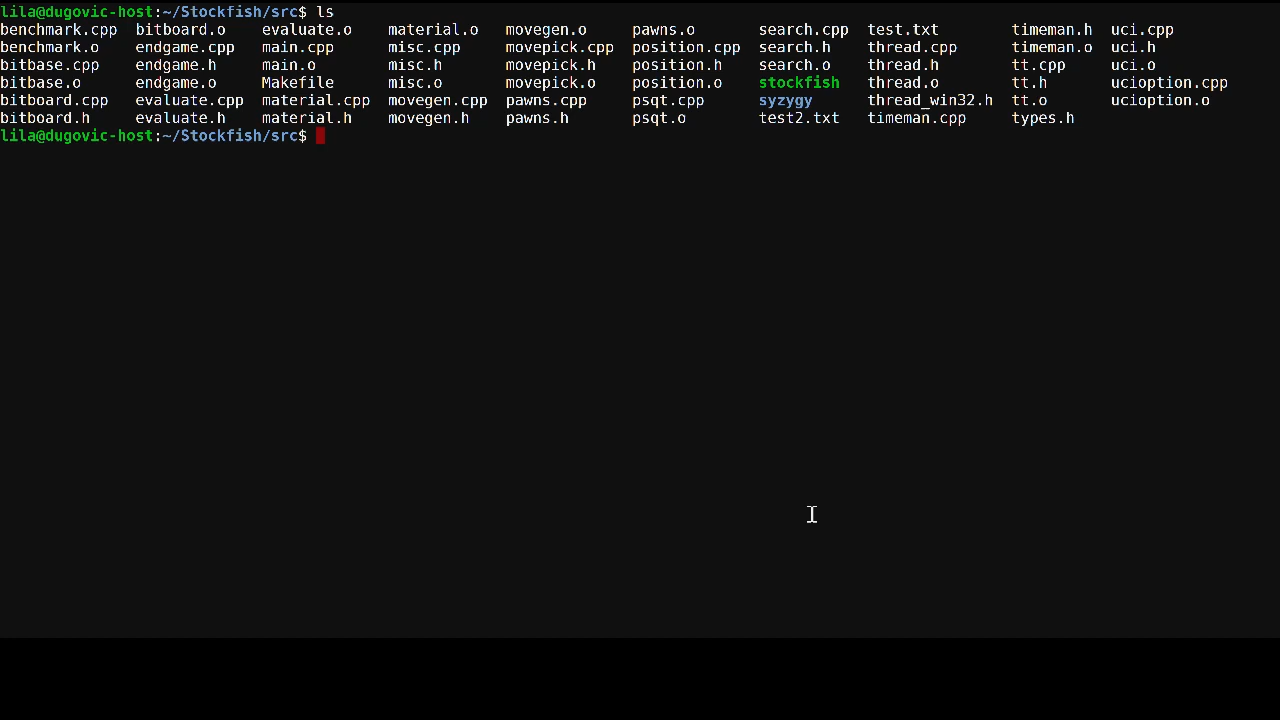 lila@dugovic-host:~/Stockfish/src$ ls
benchmark.cpp  bitboard.o    evaluate.o    material.o   movegen.o     pawns.o       search.cpp  test.txt        timeman.h  uci.cpp
benchmark.o    endgame.cpp   main.cpp      misc.cpp     movepick.cpp  position.cpp  search.h    thread.cpp      timeman.o  uci.h
bitbase.cpp    endgame.h     main.o        misc.h       movepick.h    position.h    search.o    thread.h        tt.cpp     uci.o
bitbase.o      endgame.o     Makefile      misc.o       movepick.o    position.o    stockfish   thread.o        tt.h       ucioption.cpp
bitboard.cpp   evaluate.cpp  material.cpp  movegen.cpp  pawns.cpp     psqt.cpp      syzygy      thread_win32.h  tt.o       ucioption.o
bitboard.h     evaluate.h    material.h    movegen.h    pawns.h       psqt.o        test2.txt   timeman.cpp     types.h
lila@dugovic-host:~/Stockfish/src$